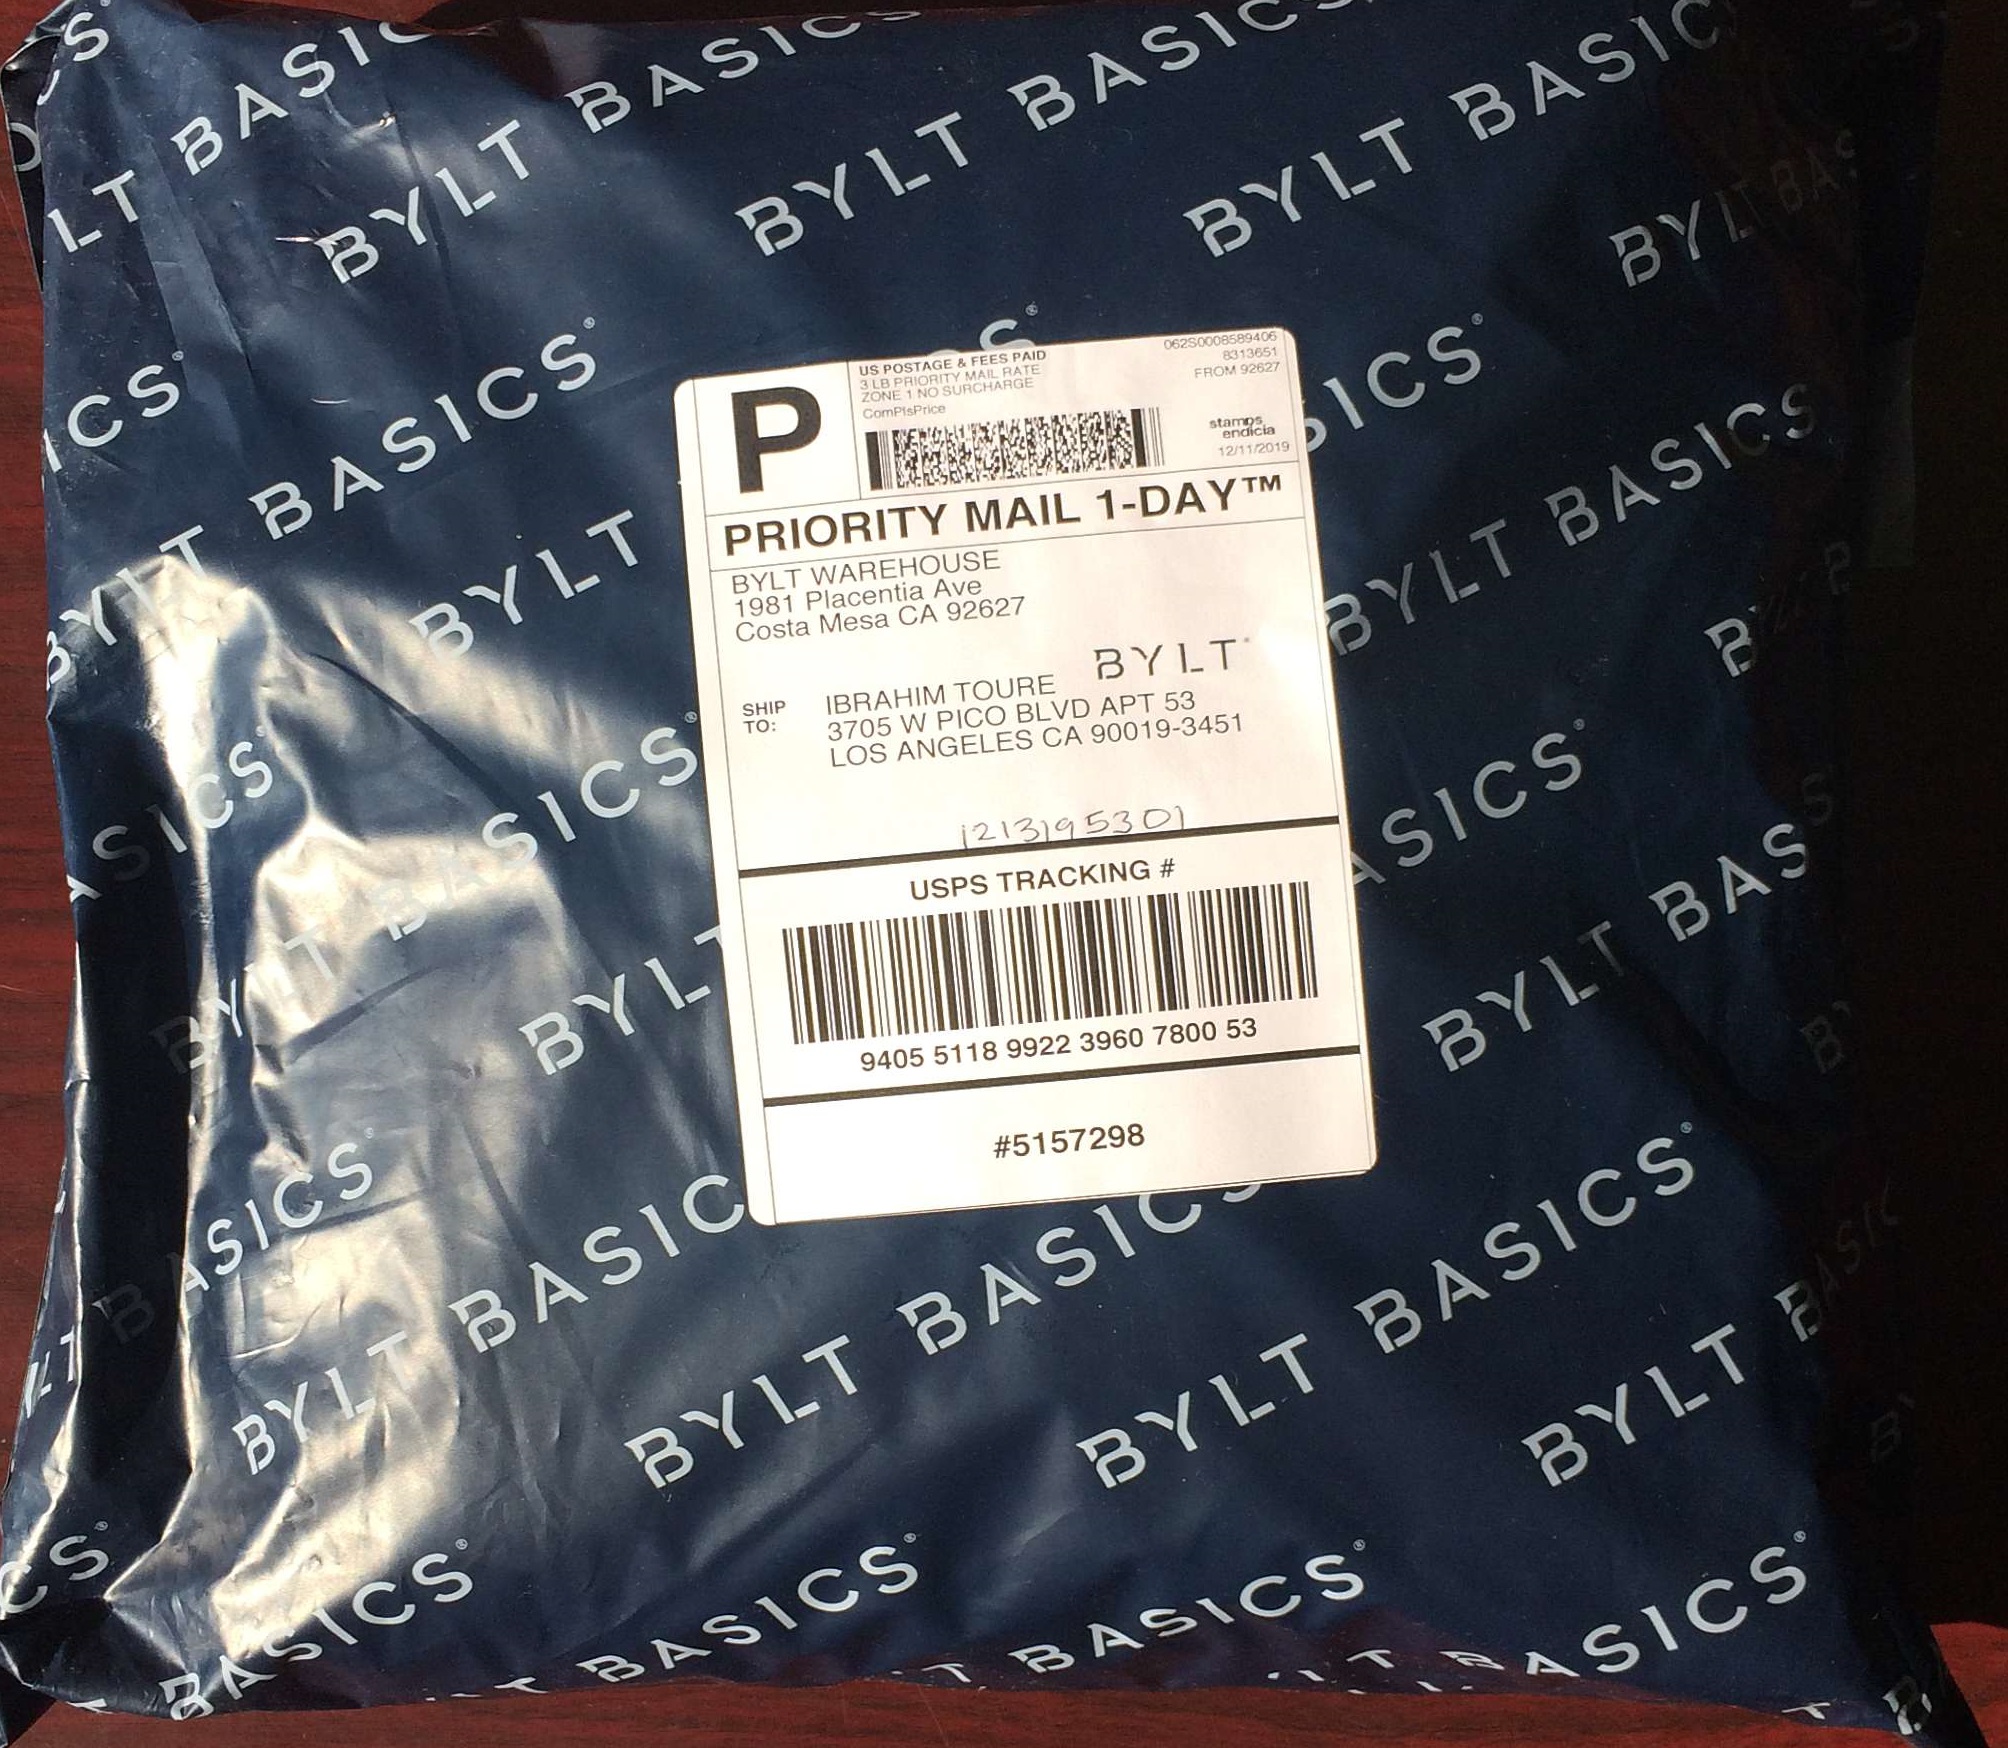 BYLT BASICS
BYLT BASICS
BYLT BASICS
BYLT BASICS
P
US POSTAGE & FEES PAID
3 LB PRIORITY MAIL RATE
ZONE 1 NO SURCHARGE
ComPlsPrice
062S0008589406
8313651
FROM 92627
stamps
endicia
12/11/2019
PRIORITY MAIL 1-DAY™
BYLT WAREHOUSE
1981 Placentia Ave
Costa Mesa CA 92627
BYLT
SHIP
TO:
IBRAHIM TOURE
3705 W PICO BLVD APT 53
LOS ANGELES CA 90019-3451
USPS TRACKING #
9405 5118 9922 3960 7800 53
#5157298
BYLT BASICS
BYLT BASICS
BYLT BASICS
BYLT BASICS
BYLT BASICS
BYLT BASICS